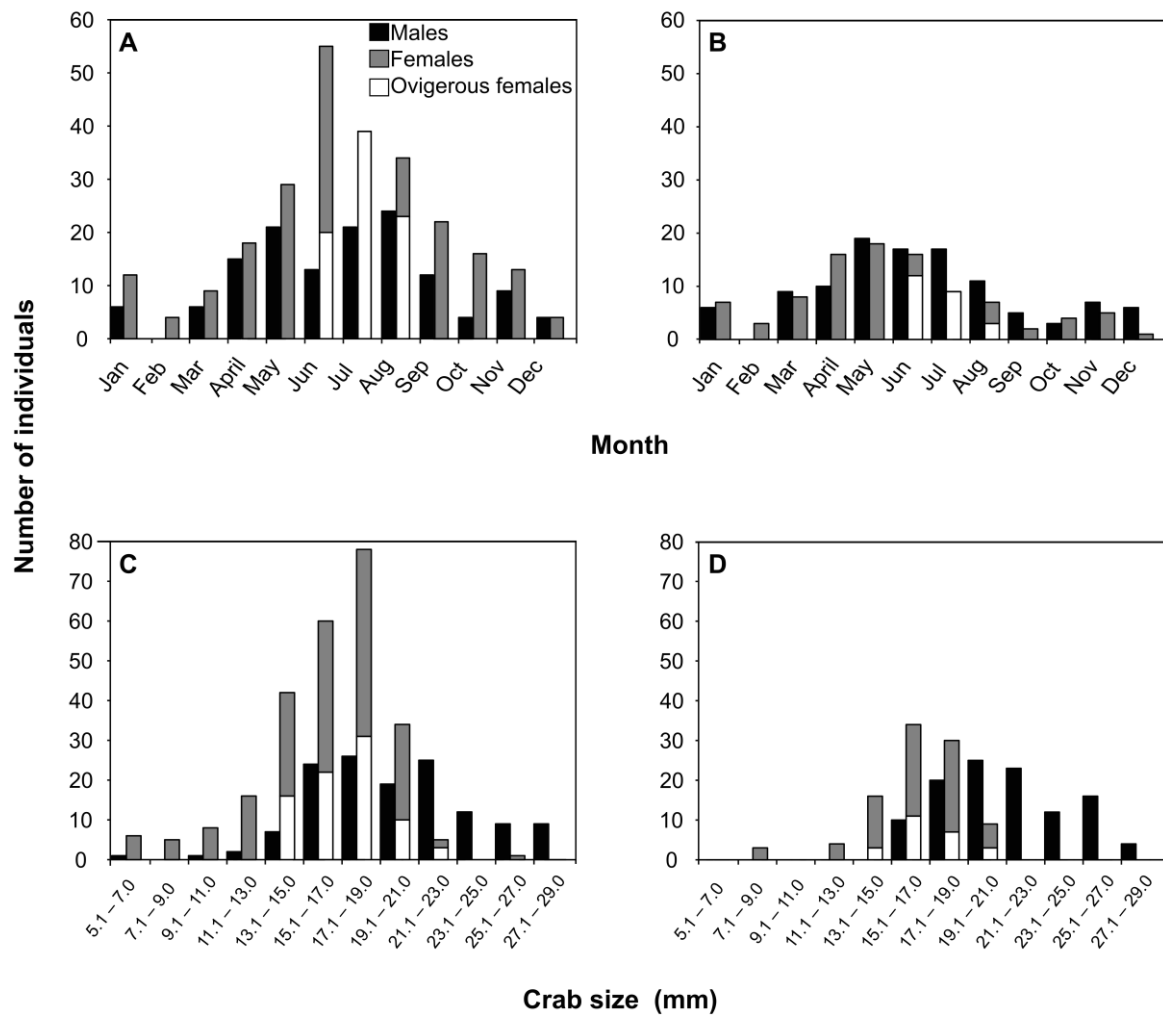 Number of individuals
60
50
40
30
20
10
0
A
Males
Females
Ovigerous females
Jan
Feb
Mar
April
May
Jun
Jul
Aug
Sep
Oct
Nov
Dec
60
50
40
30
20
10
0
B
Jan
Feb
Mar
April
May
Jun
Jul
Aug
Sep
Oct
Nov
Dec
Month
80
70
60
50
40
30
20
10
0
C
5.1 – 7.0
7.1 – 9.0
9.1 – 11.0
11.1 – 13.0
13.1 – 15.0
15.1 – 17.0
17.1 – 19.0
19.1 – 21.0
21.1 – 23.0
23.1 – 25.0
25.1 – 27.0
27.1 – 29.0
80
70
60
50
40
30
20
10
0
D
5.1 – 7.0
7.1 – 9.0
9.1 – 11.0
11.1 – 13.0
13.1 – 15.0
15.1 – 17.0
17.1 – 19.0
19.1 – 21.0
21.1 – 23.0
23.1 – 25.0
25.1 – 27.0
27.1 – 29.0
Crab size (mm)